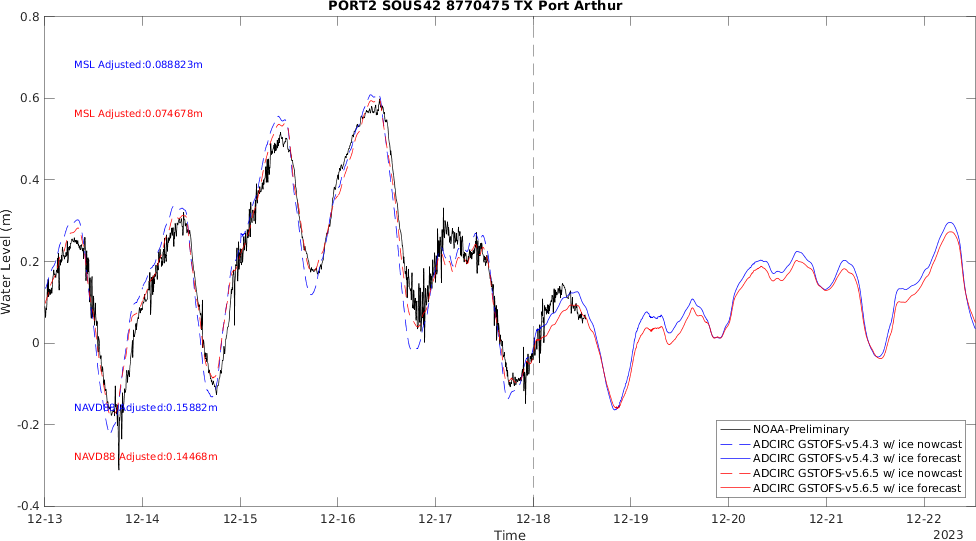 PORT2 SOUS42 8770475 TX Port Arthur
0.8
0.6
0.4
0.2
0
-0.2
-0.4
Water Level (m)
MSL Adjusted:0.088823m
MSL Adjusted:0.074678m
NAVD88 Adjusted:0.15882m
NAVD88 Adjusted:0.14468m
NOAA-Preliminary
ADCIRC GSTOFS-v5.4.3 w/ ice nowcast
ADCIRC GSTOFS-v5.4.3 w/ ice forecast
ADCIRC GSTOFS-v5.6.5 w/ ice nowcast
ADCIRC GSTOFS-v5.6.5 w/ ice forecast
12-13 12-14 12-15 12-16 12-17 12-18 12-19 12-20 12-21 12-22
Time
2023